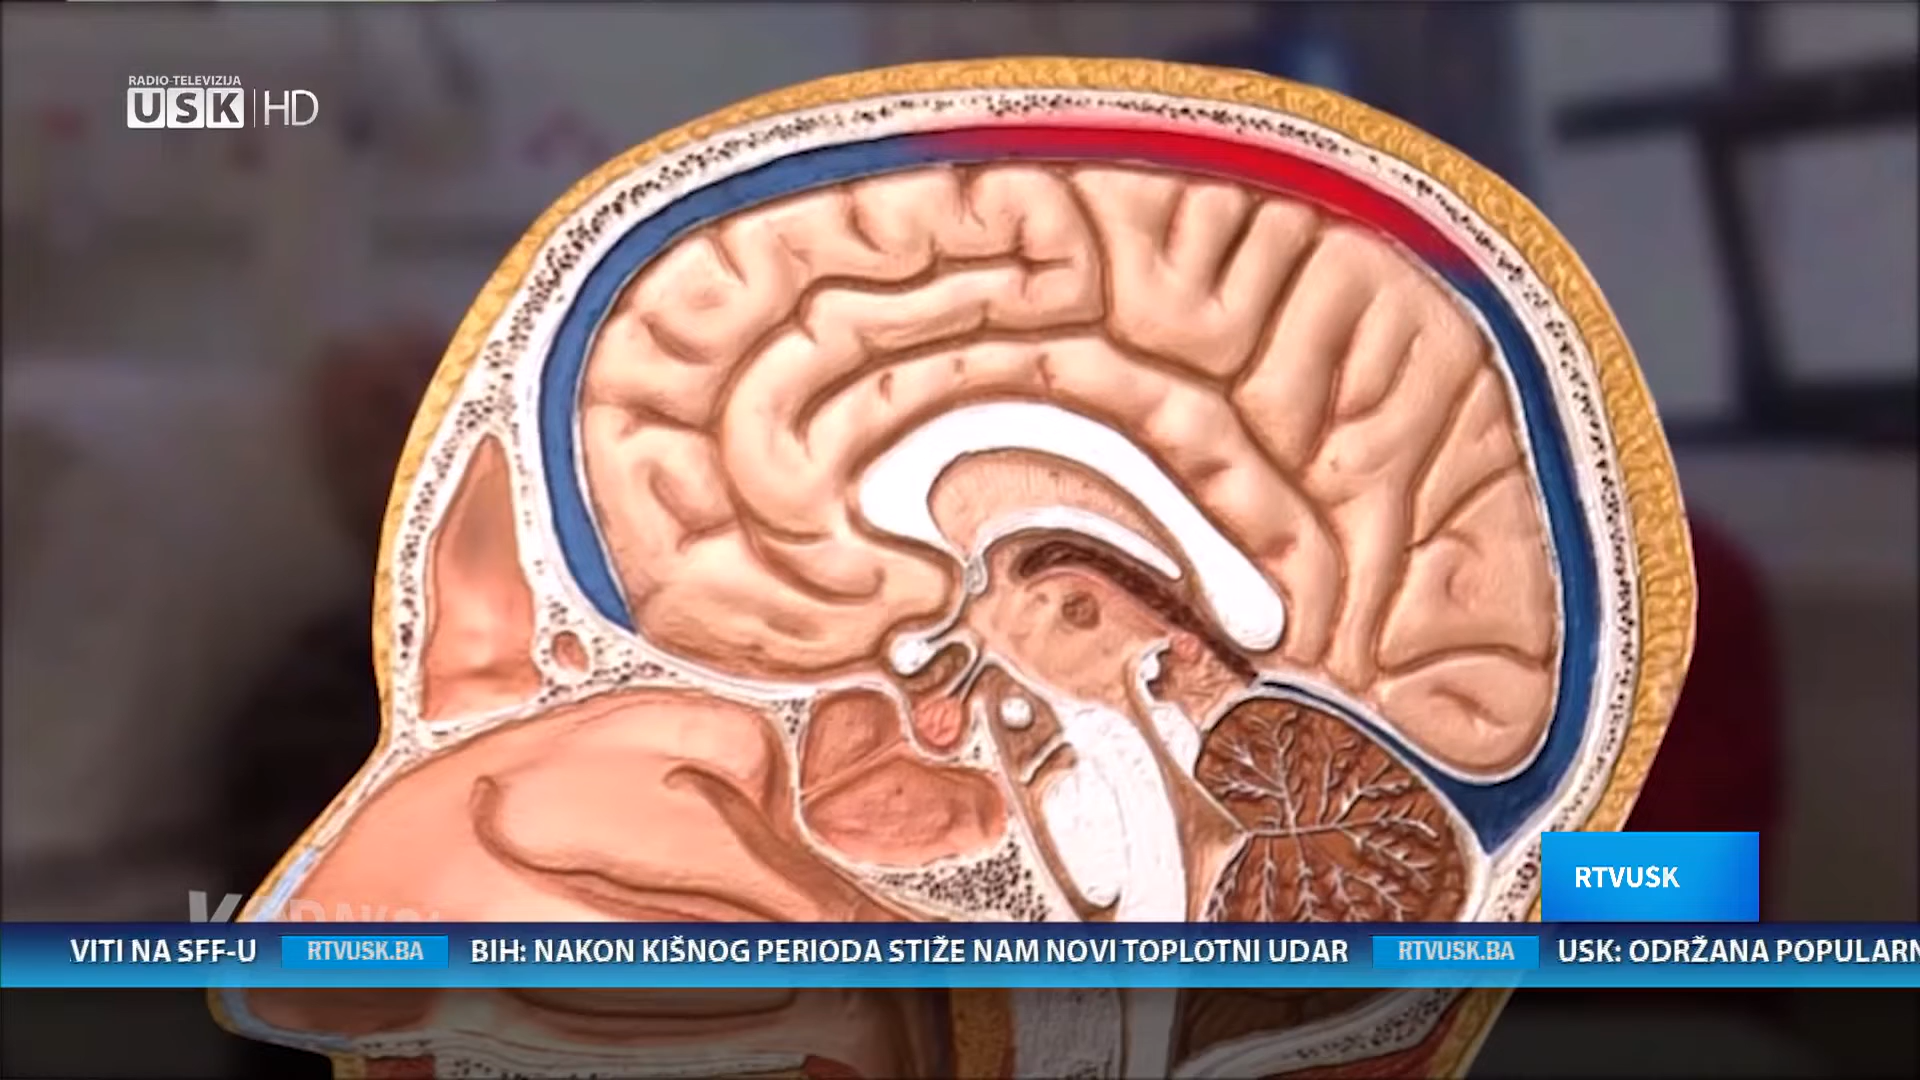 RADIO-TELEVIZIJA
USK HD
RTVUSK
VITI NA SFF-U RTVUSK.BA BIH: NAKON KIŠNOG PERIODA STIŽE NAM NOVI TOPLOTNI UDAR RTVUSK.BA USK: ODRŽANA POPULARN